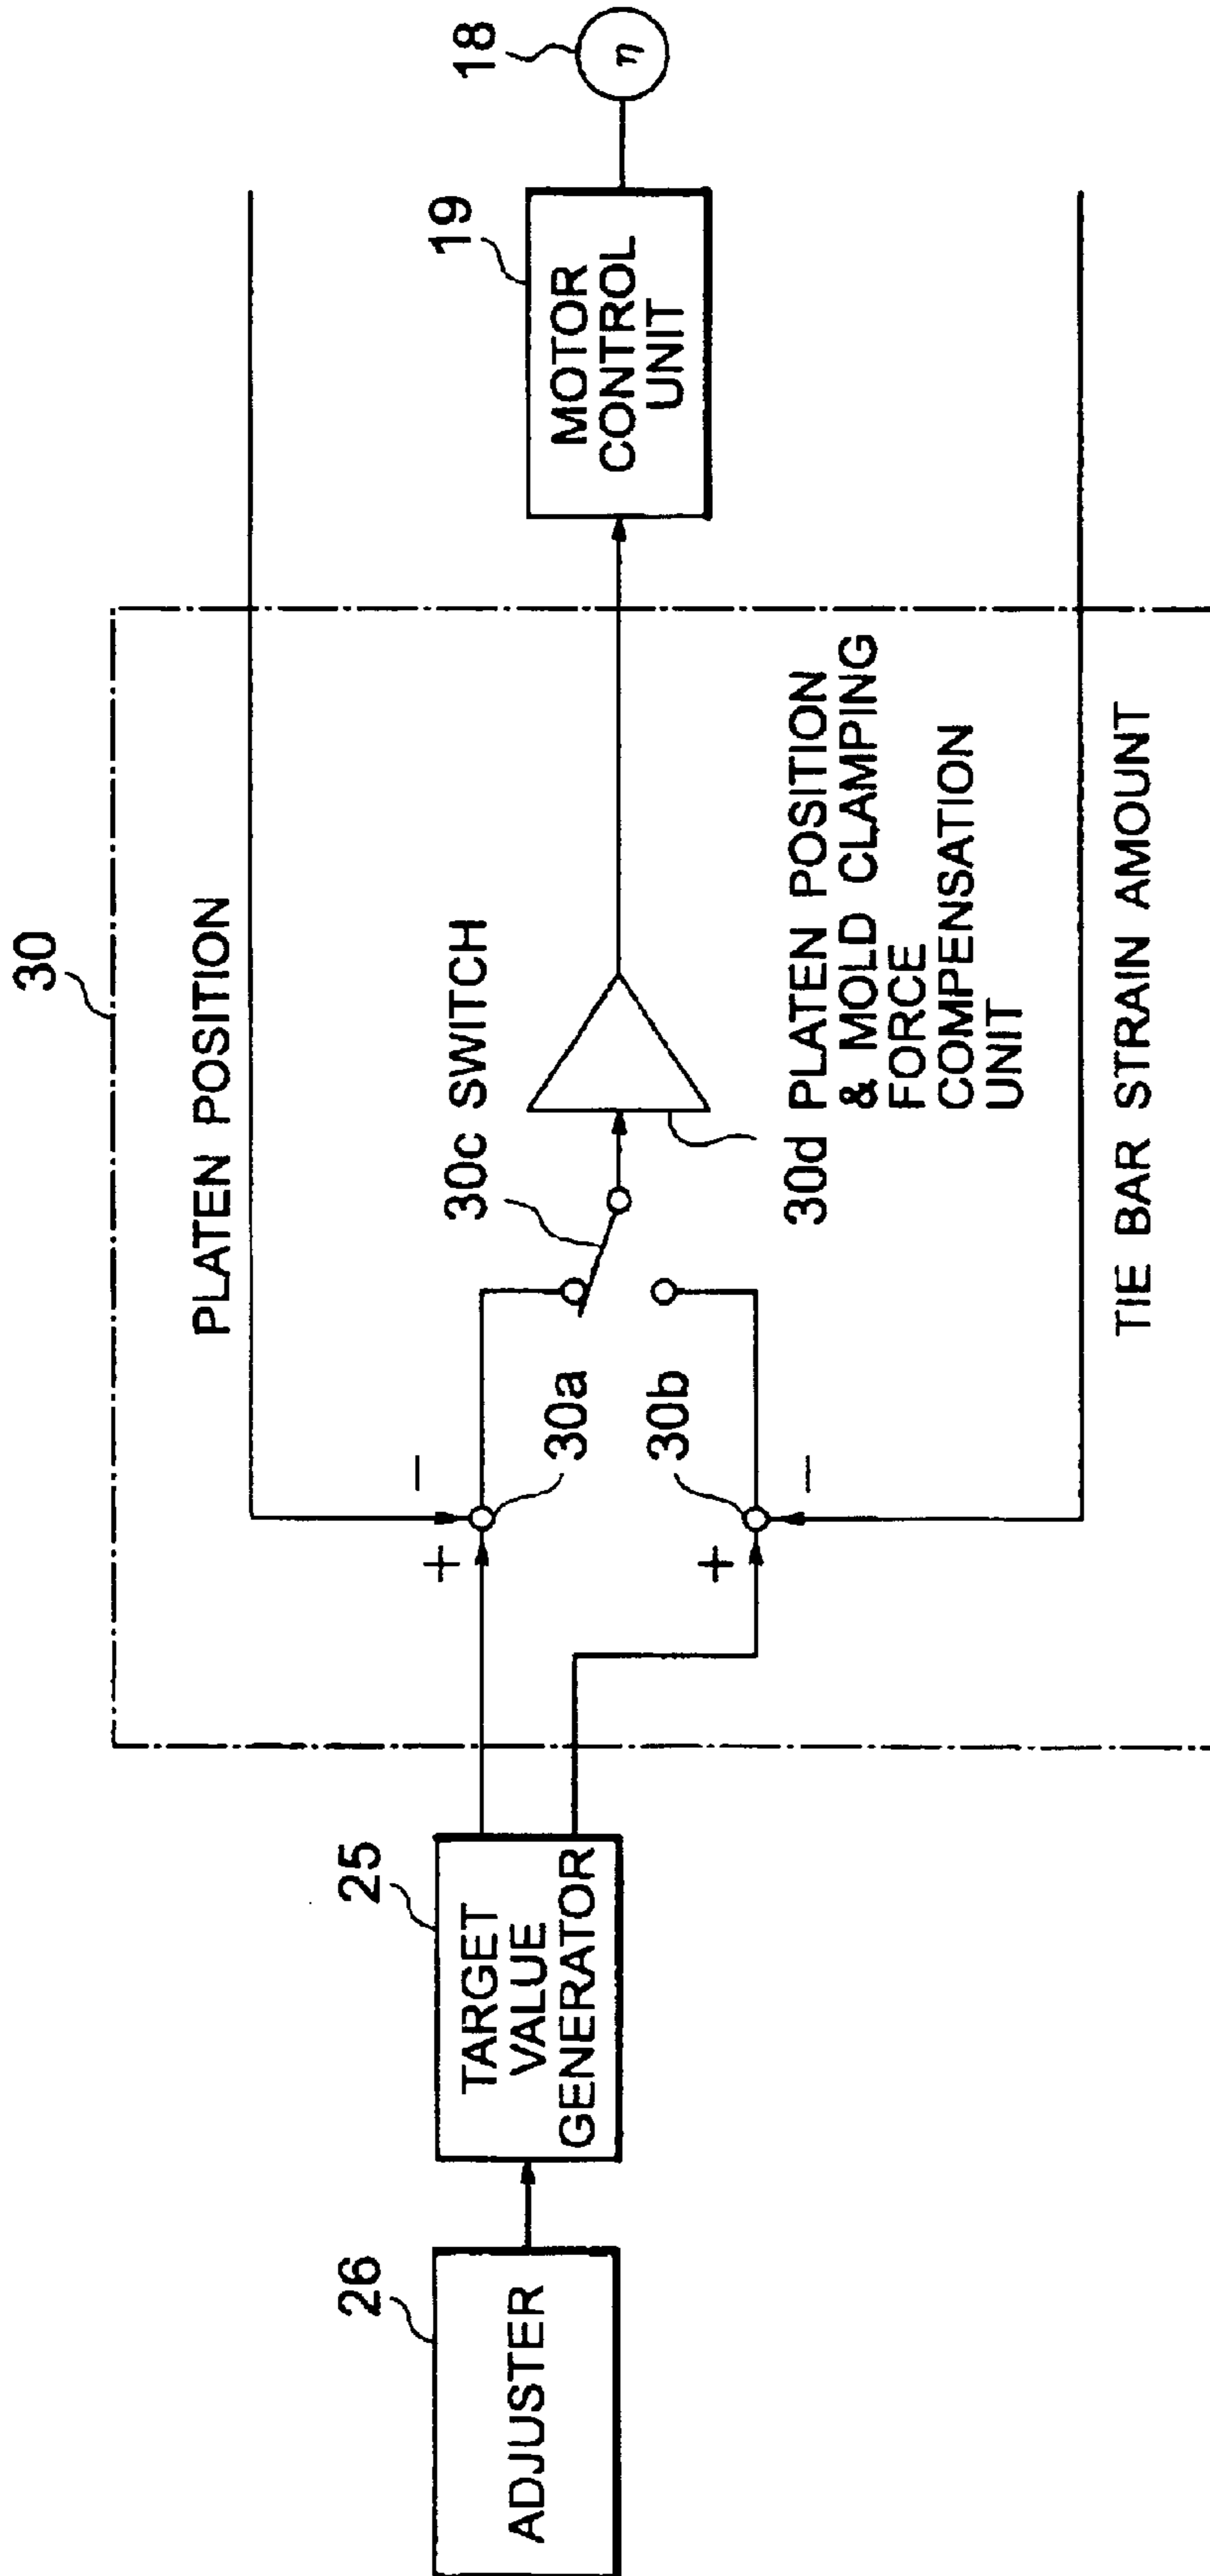 30
PLATEN POSITION
26
ADJUSTER
25
TARGET
VALUE
GENERATOR
+
−
30a
+
−
30b
30c SWITCH
30d PLATEN POSITION
& MOLD CLAMPING
FORCE
COMPENSATION
UNIT
19
MOTOR
CONTROL
UNIT
18
η
TIE BAR STRAIN AMOUNT